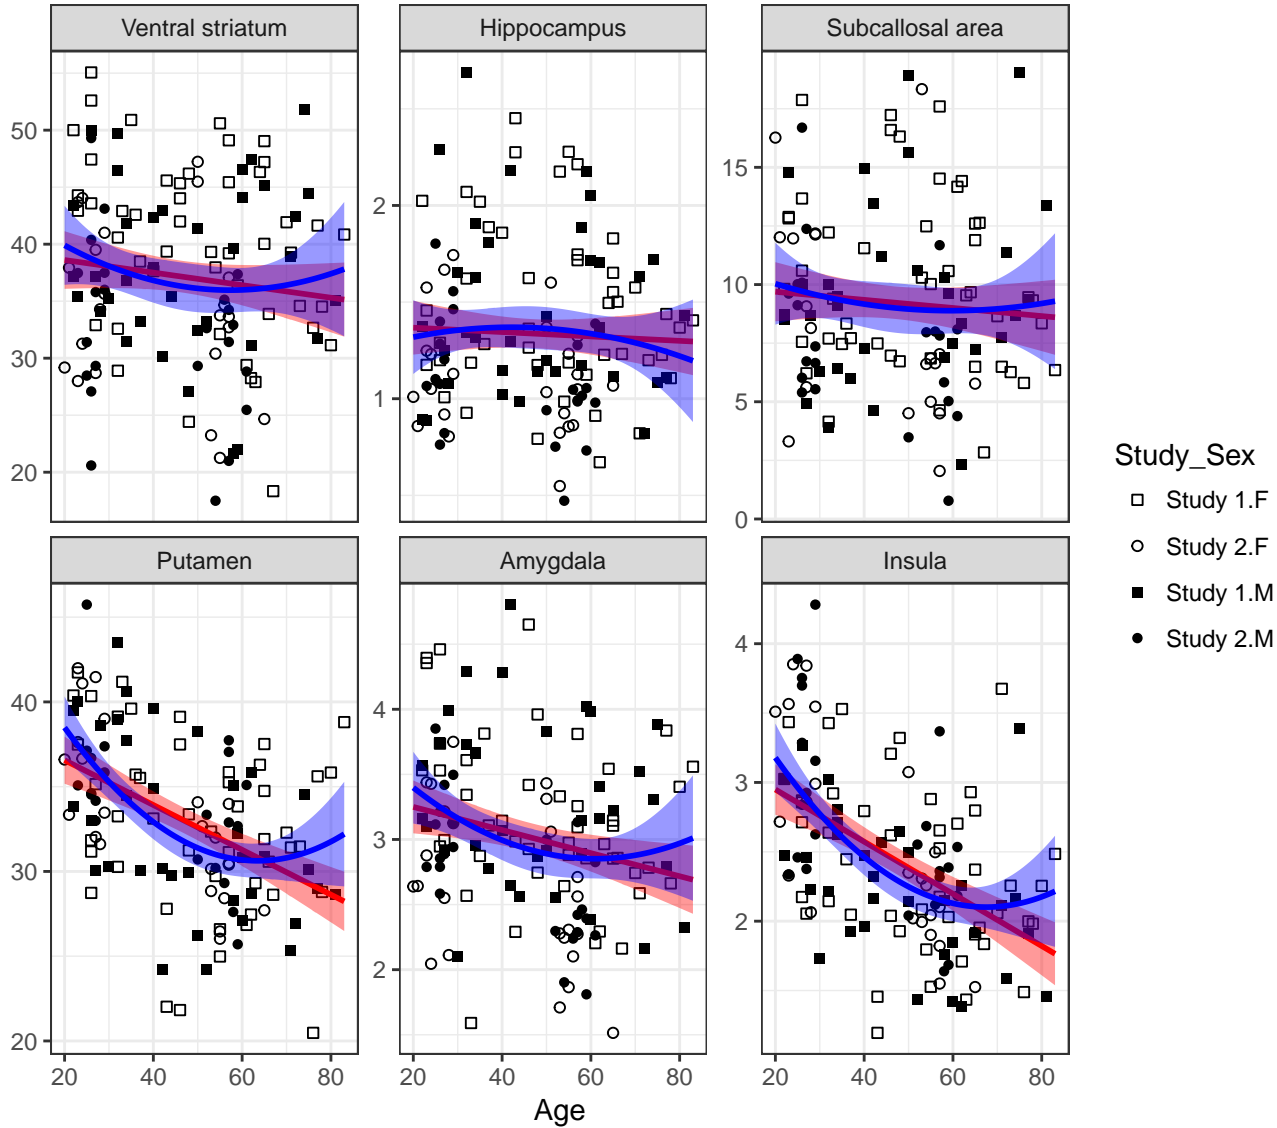 Ventral striatum
Hippocampus
Subcallosal area
50
40
30
20
2
1
15
10
5
0
Putamen
Amygdala
Insula
40
30
20
4
3
2
4
3
2
20 40 60 80
20 40 60 80
20 40 60 80
Age
Study_Sex
Study 1.F
Study 2.F
Study 1.M
Study 2.M